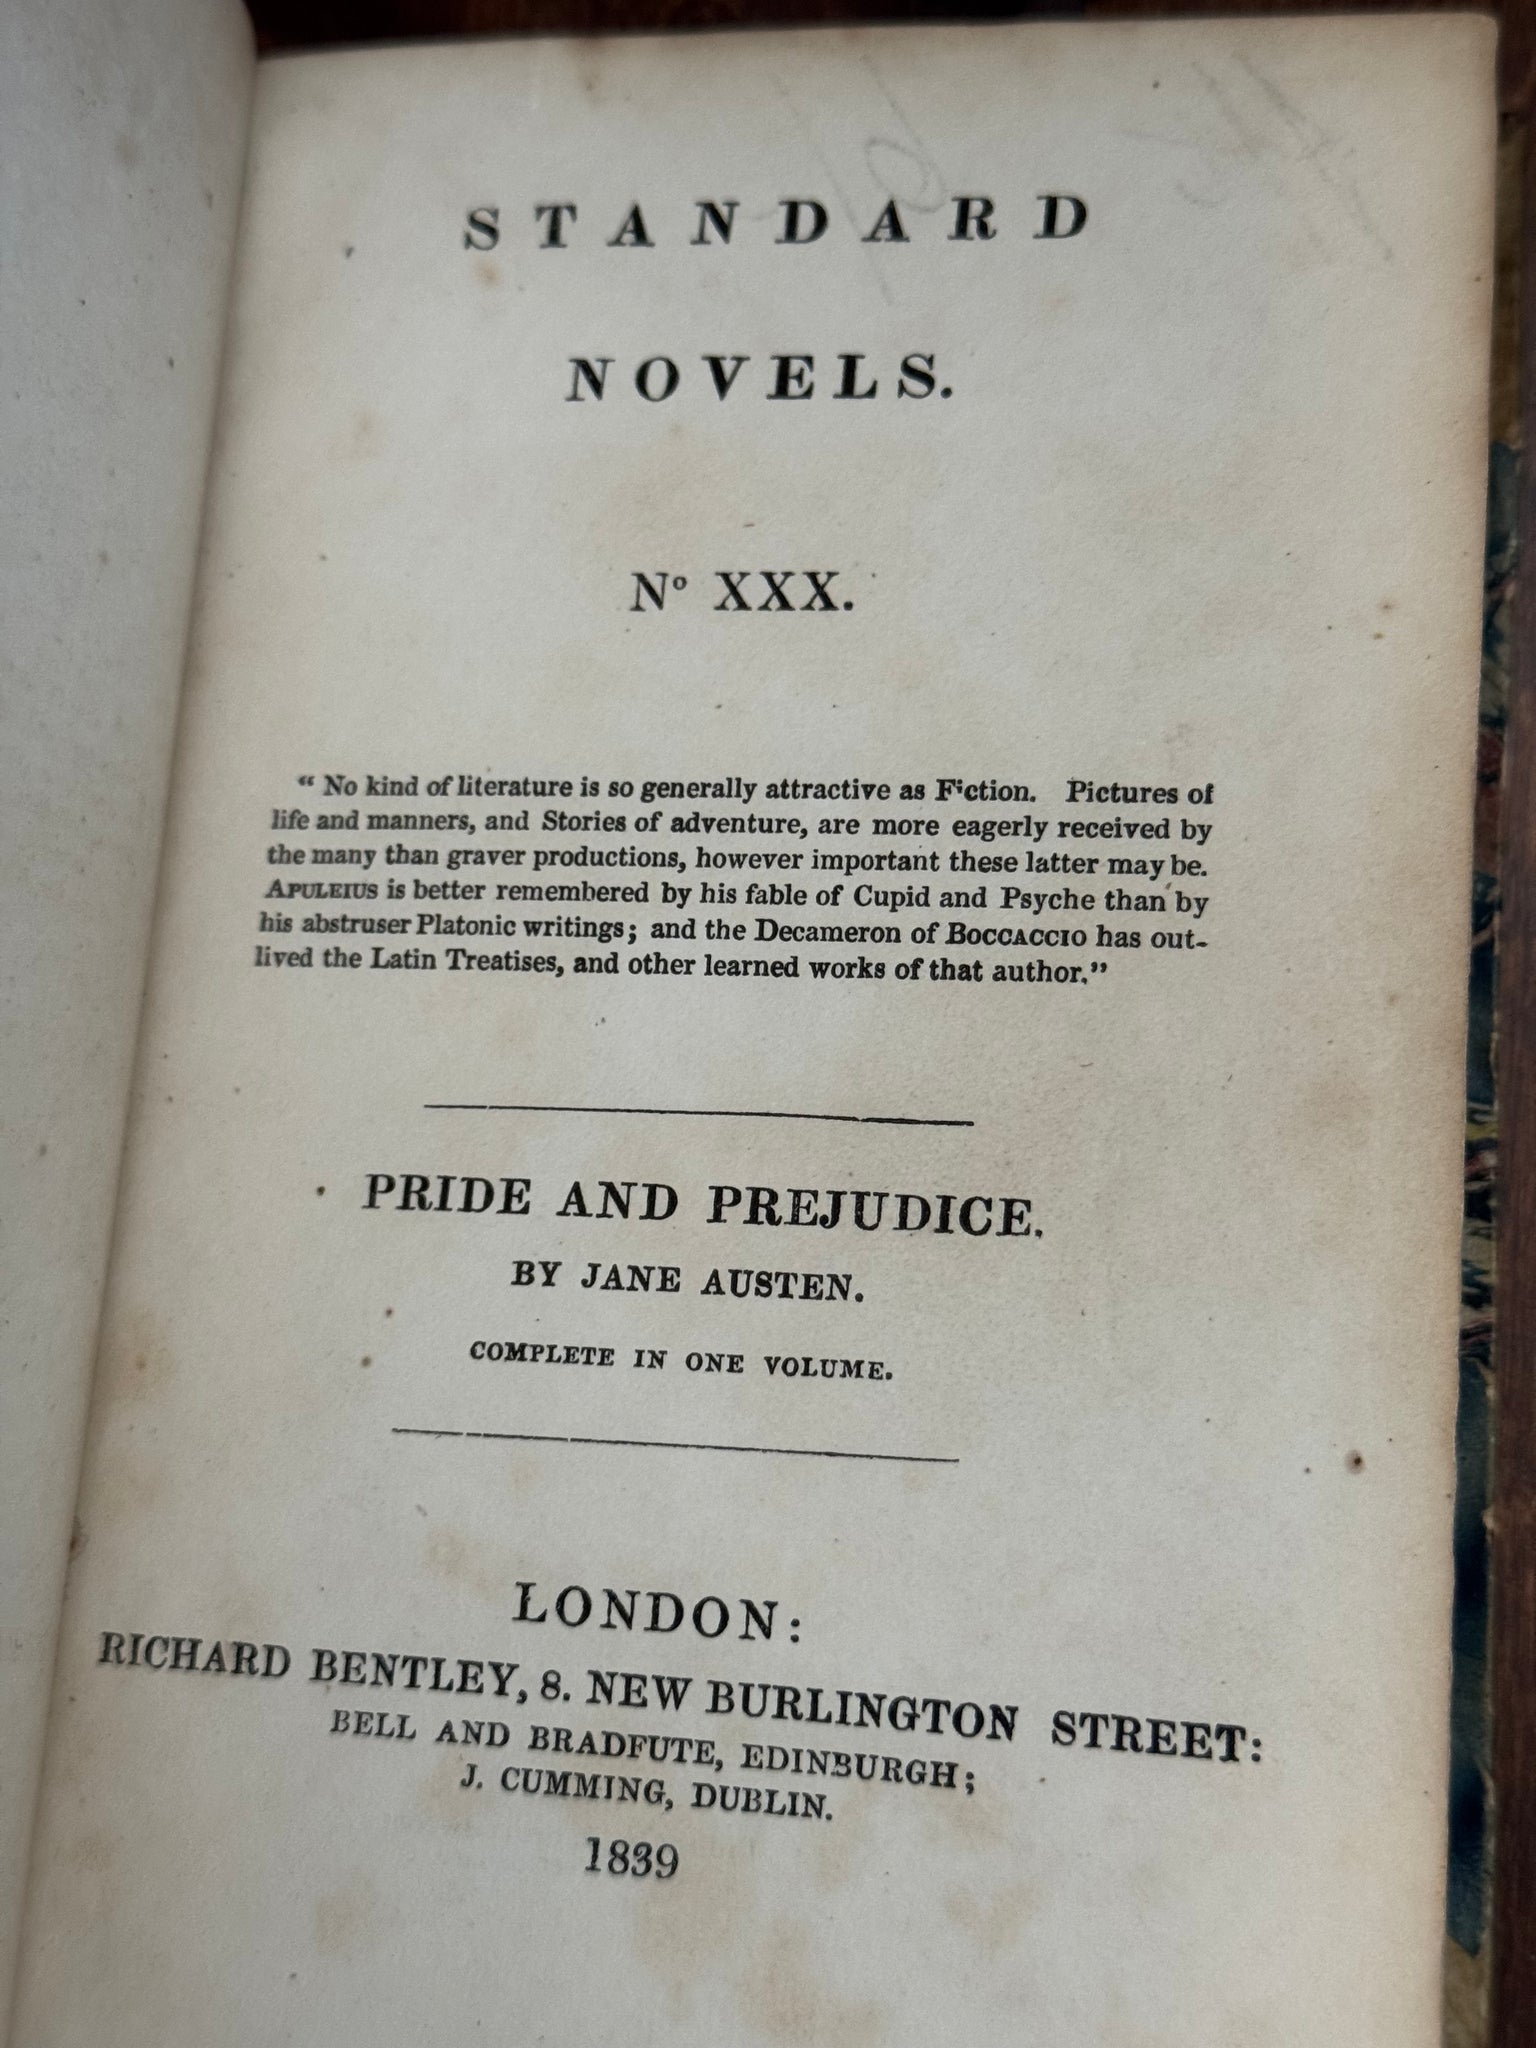 STANDARD
NOVELS.
Nº XXX.
“ No kind of literature is so generally attractive as Fiction. Pictures of
life and manners, and Stories of adventure, are more eagerly received by
the many than graver productions, however important these latter may be.
APULEIUS is better remembered by his fable of Cupid and Psyche than by
his abstruser Platonic writings; and the Decameron of BOCCACCIO has out-
lived the Latin Treatises, and other learned works of that author.”
PRIDE AND PREJUDICE.
BY JANE AUSTEN.
COMPLETE IN ONE VOLUME.
LONDON:
RICHARD BENTLEY, 8. NEW BURLINGTON STREET:
BELL AND BRADFUTE, EDINBURGH;
J. CUMMING, DUBLIN.
1839